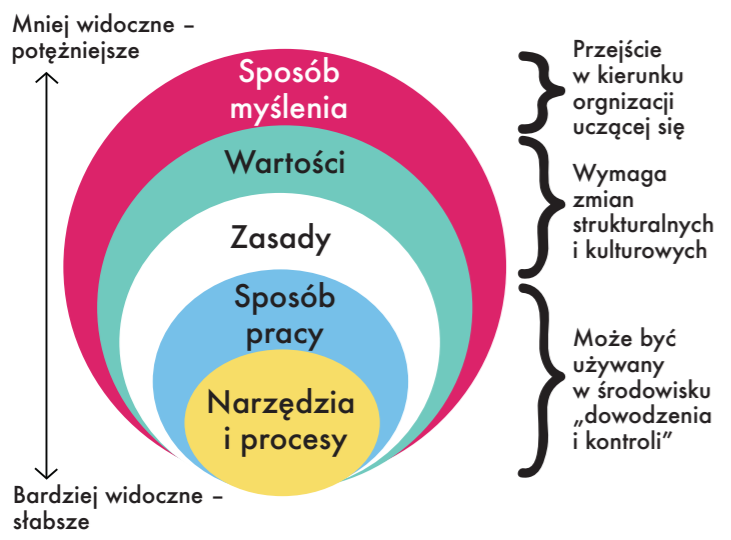 Mniej widoczne –
potężniejsze
Sposób
myślenia
Wartości
Zasady
Sposób
pracy
Narzędzia
i procesy
Bardziej widoczne –
słabsze
Przejście
w kierunku
orgnizacji
uczącej się
Wymaga
zmian
strukturalnych
i kulturowych
Może być
używany
w środowisku
„dowodzenia
i kontroli”